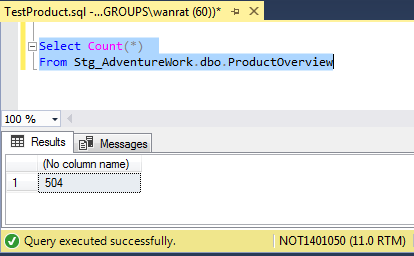 TestProduct.sql -...GROUPS\wanrat (60))*
Select Count(*)
From Stg_AdventureWork.dbo.ProductOverview
100 %
Results Messages
(No column name)
1 504
Query executed successfully. NOT1401050 (11.0 RTM)